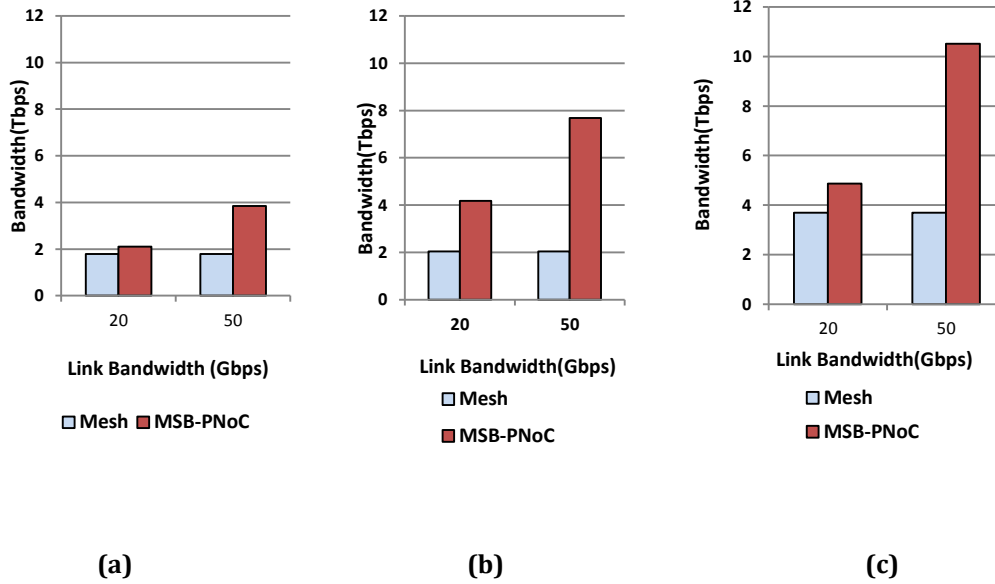 12
10
8
6
4
2
0
Bandwidth(Tbps)
20 50
Link Bandwidth (Gbps)
Mesh MSB-PNoC
(a)
12
10
8
6
4
2
0
Bandwidth(Tbps)
20 50
Link Bandwidth(Gbps)
Mesh
MSB-PNoC
(b)
12
10
8
6
4
2
0
Bandwidth(Tbps)
20 50
Link Bandwidth(Gbps)
Mesh
MSB-PNoC
(c)